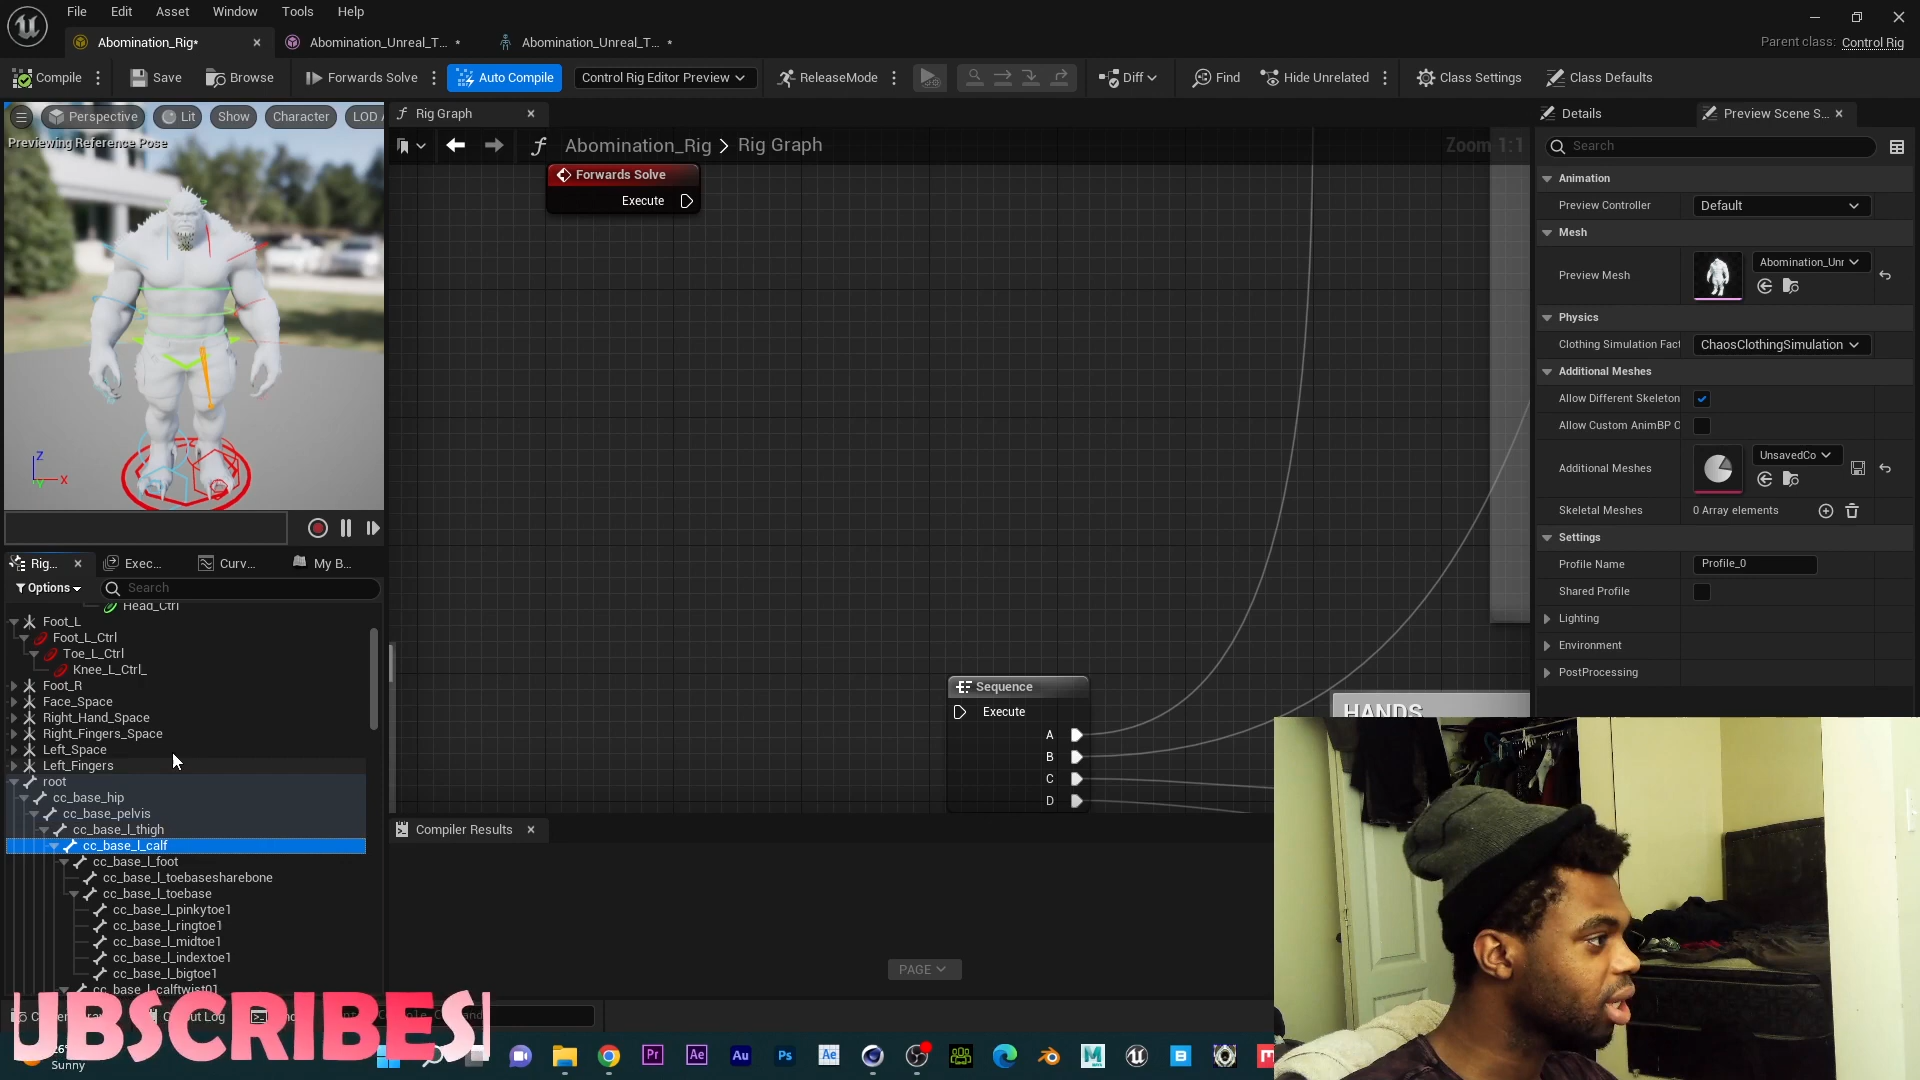 File Edit Asset Window Tools Help
Abomination_Rig* Abomination_Unreal_T... * Abomination_Unreal_T... *
Parent class: Control Rig
Compile Save Browse Forwards Solve Auto Compile Control Rig Editor Preview ReleaseMode Diff Find Hide Unrelated Class Settings Class Defaults
Perspective Lit Show Character LOD A
Previewing Reference Pose
Z
X
Y
Rig Graph
Abomination_Rig > Rig Graph
Zoom 1:1
Forwards Solve
Execute
Sequence
Execute
A
B
C
D
HANDS
Compiler Results
PAGE
Rig... Exec... Curv... My B...
Options Search
Head_Ctrl
Foot_L
Foot_L_Ctrl
Toe_L_Ctrl
Knee_L_Ctrl_
Foot_R
Face_Space
Right_Hand_Space
Right_Fingers_Space
Left_Space
Left_Fingers
root
cc_base_hip
cc_base_pelvis
cc_base_l_thigh
cc_base_l_calf
cc_base_l_foot
cc_base_l_toebasesharebone
cc_base_l_toebase
cc_base_l_pinkytoe1
cc_base_l_ringtoe1
cc_base_l_midtoe1
cc_base_l_indextoe1
cc_base_l_bigtoe1
cc_base_l_calftwist01
Details Preview Scene S...
Search
Animation
Preview Controller Default
Mesh
Preview Mesh Abomination_Unr
Physics
Clothing Simulation Fact ChaosClothingSimulation
Additional Meshes
Allow Different Skeleton
Allow Custom AnimBP C
Additional Meshes UnsavedCo
Skeletal Meshes 0 Array elements
Settings
Profile Name Profile_0
Shared Profile
Lighting
Environment
PostProcessing
UBSCRIBES!
Sunny
Pr Ae Au Ps Ae